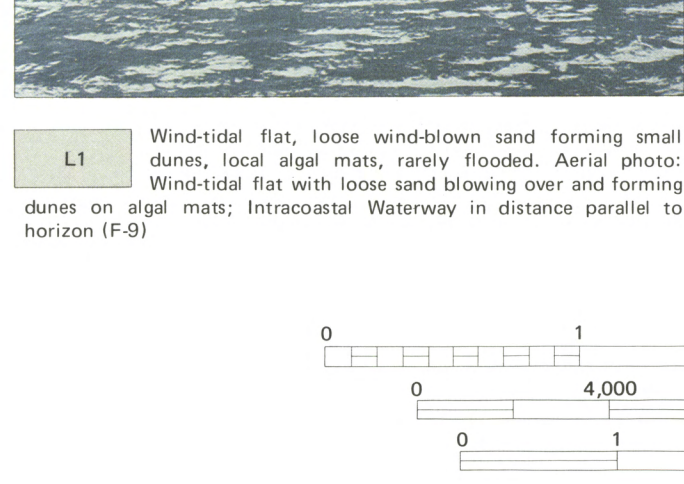 L1
Wind-tidal flat, loose wind-blown sand forming small
dunes, local algal mats, rarely flooded. Aerial photo:
Wind-tidal flat with loose sand blowing over and forming
dunes on algal mats; Intracoastal Waterway in distance parallel to
horizon (F-9)
0 1
0 4,000
0 1